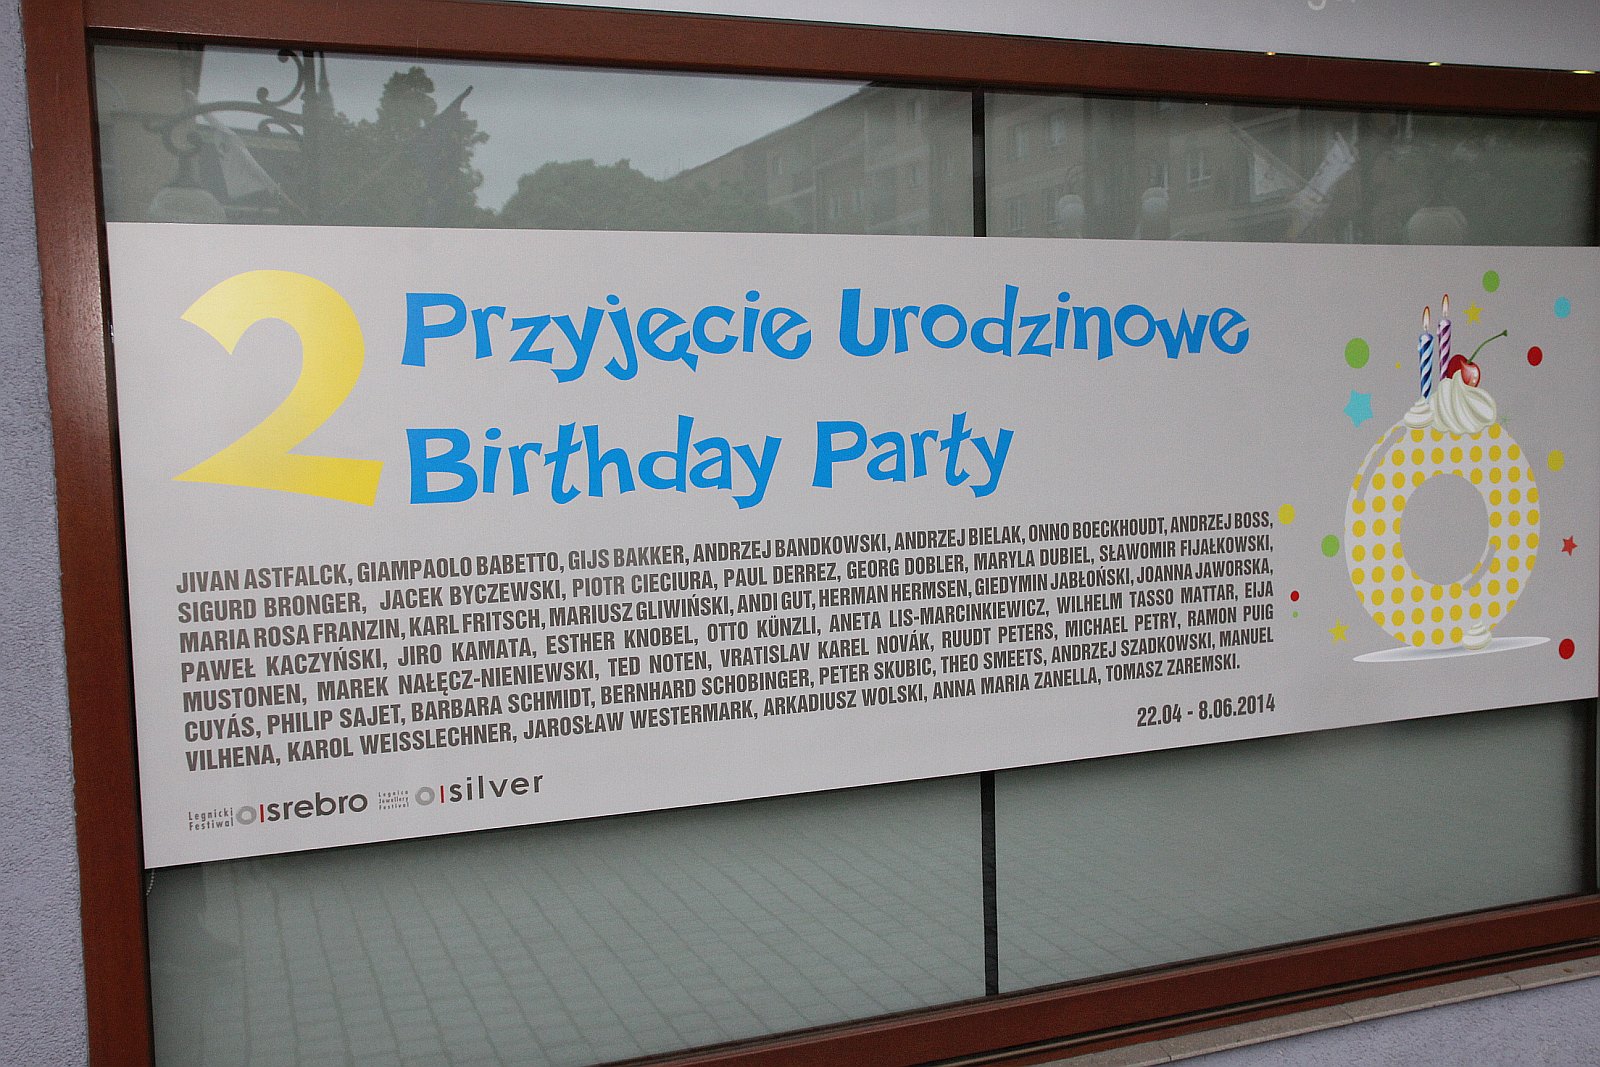 2
Przyjęcie Urodzinowe
Birthday Party
JIVAN ASTFALCK, GIAMPAOLO BABETTO, GIJS BAKKER, ANDRZEJ BANDKOWSKI, ANDRZEJ BIELAK, ONNO BOECKHOUDT, ANDRZEJ BOSS,
SIGURD BRONGER, JACEK BYCZEWSKI, PIOTR CIECIURA, PAUL DERREZ, GEORG DOBLER, MARYLA DUBIEL, SŁAWOMIR FIJAŁKOWSKI,
MARIA ROSA FRANZIN, KARL FRITSCH, MARIUSZ GLIWIŃSKI, ANDI GUT, HERMAN HERMSEN, GIEDYMIN JABŁOŃSKI, JOANNA JAWORSKA,
PAWEŁ KACZYŃSKI, JIRO KAMATA, ESTHER KNOBEL, OTTO KÜNZLI, ANETA LIS-MARCINKIEWICZ, WILHELM TASSO MATTAR, EIJA
MUSTONEN, MAREK NAŁĘCZ-NIENIEWSKI, TED NOTEN, VRATISLAV KAREL NOVÁK, RUUDT PETERS, MICHAEL PETRY, RAMON PUIG
CUYÁS, PHILIP SAJET, BARBARA SCHMIDT, BERNHARD SCHOBINGER, PETER SKUBIC, THEO SMEETS, ANDRZEJ SZADKOWSKI, MANUEL
VILHENA, KAROL WEISSLECHNER, JAROSŁAW WESTERMARK, ARKADIUSZ WOLSKI, ANNA MARIA ZANELLA, TOMASZ ZAREMSKI.
22.04 - 8.06.2014
Legnicki
Festiwal
srebro
Legnica
Jewellery
Festival
silver